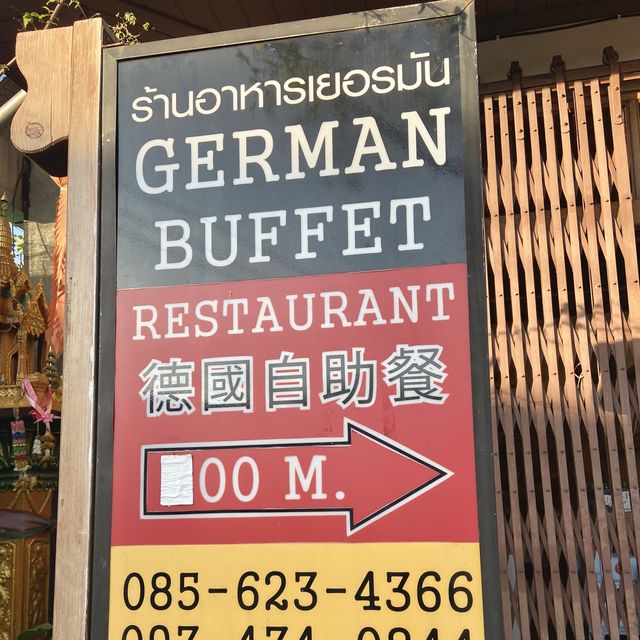 ร้านอาหารเยอรมัน
GERMAN
BUFFET
RESTAURANT
德國自助餐
00 M.
085-623-4366